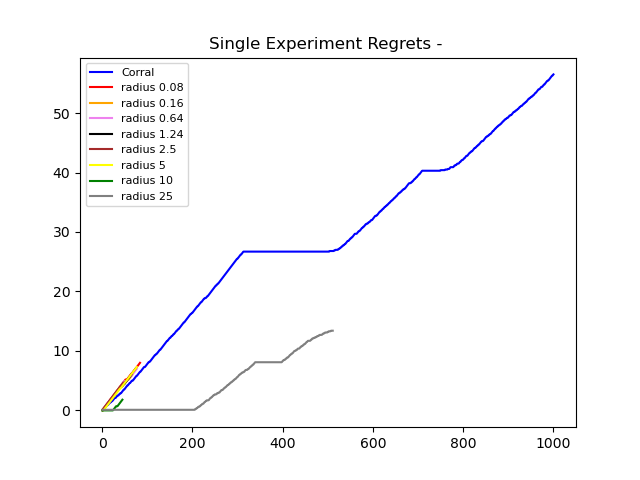 Single Experiment Regrets -
Corral
radius 0.08
radius 0.16
radius 0.64
radius 1.24
radius 2.5
radius 5
radius 10
radius 25
50
40
30
20
10
0
0 200 400 600 800 1000